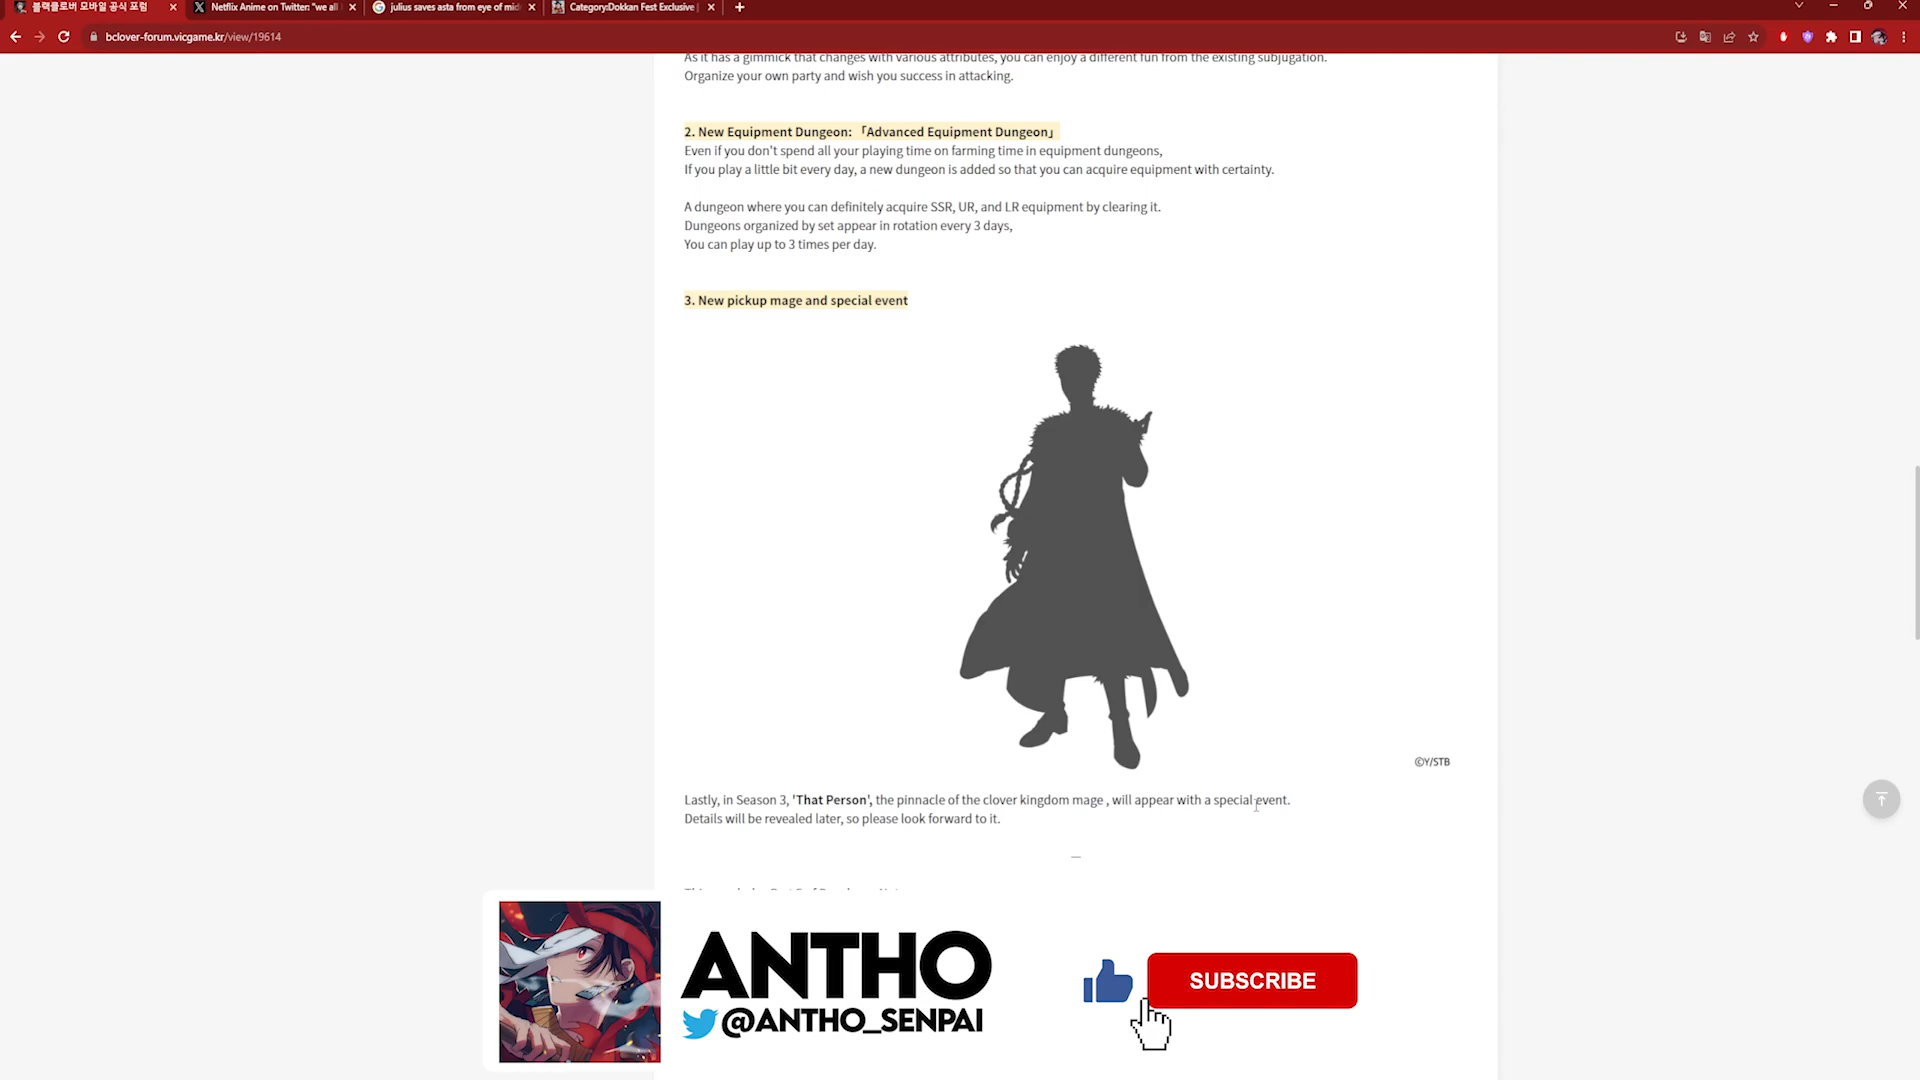 블랙클로버 모바일 공식 포럼
Netflix Anime on Twitter: "we all
julius saves asta from eye of mid
Category:Dokkan Fest Exclusive |
bclover-forum.vicgame.kr/view/19614
As it has a gimmick that changes with various attributes, you can enjoy a different fun from the existing subjugation.
Organize your own party and wish you success in attacking.
2. New Equipment Dungeon: 「Advanced Equipment Dungeon」
Even if you don't spend all your playing time on farming time in equipment dungeons,
If you play a little bit every day, a new dungeon is added so that you can acquire equipment with certainty.
A dungeon where you can definitely acquire SSR, UR, and LR equipment by clearing it.
Dungeons organized by set appear in rotation every 3 days,
You can play up to 3 times per day.
3. New pickup mage and special event
©Y/STB
Lastly, in Season 3, 'That Person', the pinnacle of the clover kingdom mage , will appear with a special event.
Details will be revealed later, so please look forward to it.
—
ANTHO
@ANTHO_SENPAI
SUBSCRIBE